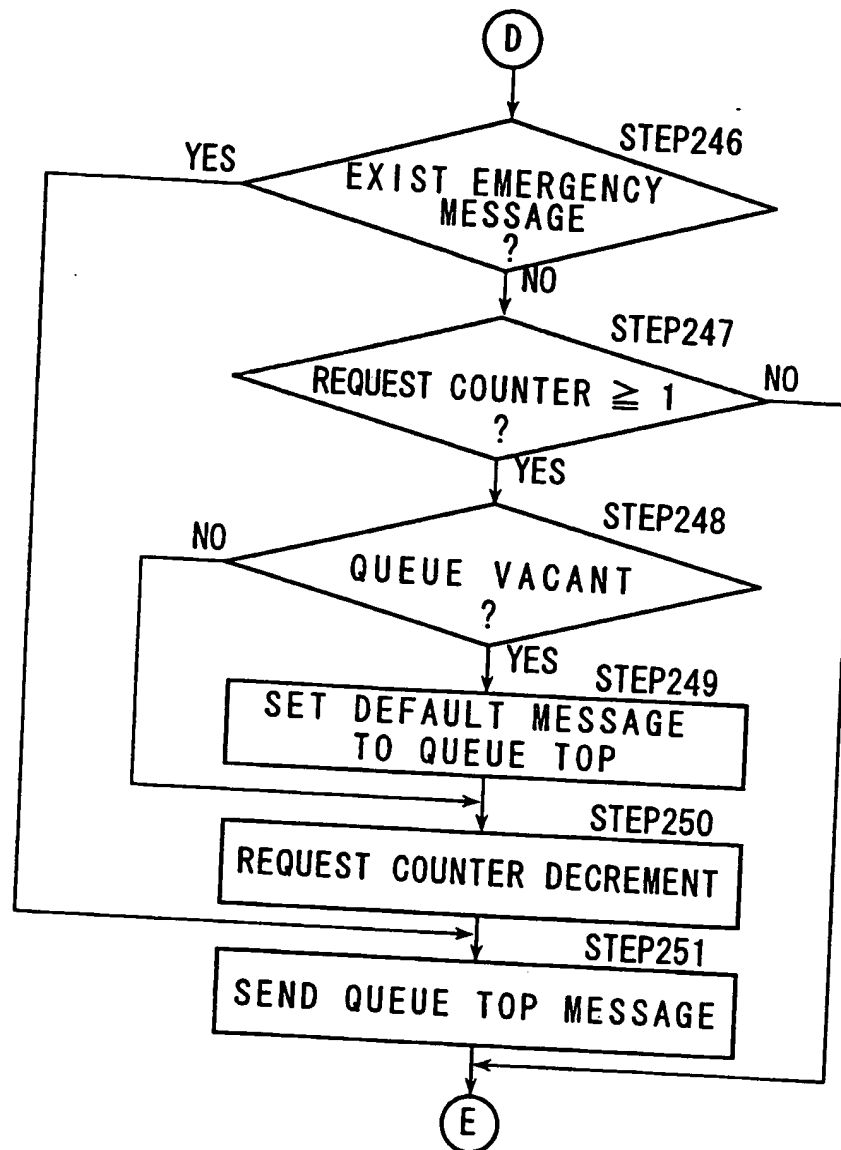 D
STEP246
YES
EXIST EMERGENCY
MESSAGE
?
NO
STEP247
REQUEST COUNTER ≧ 1
?
NO
YES
STEP248
NO
QUEUE VACANT
?
YES
STEP249
SET DEFAULT MESSAGE
TO QUEUE TOP
STEP250
REQUEST COUNTER DECREMENT
STEP251
SEND QUEUE TOP MESSAGE
E